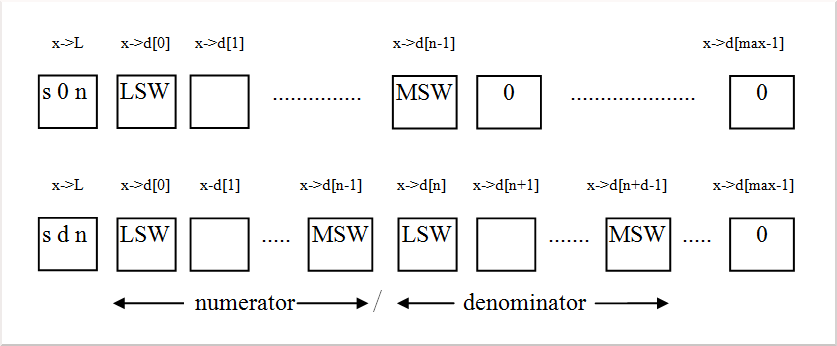 x->L x->d[0] x->d[1] x->d[n-1] x->d[max-1]
s 0 n LSW ............... MSW 0 ..................... 0
x->L x->d[0] x-d[1] x->d[n-1] x->d[n] x->d[n+1] x->d[n+d-1] x->d[max-1]
s d n LSW ..... MSW LSW ....... MSW ..... 0
numerator / denominator